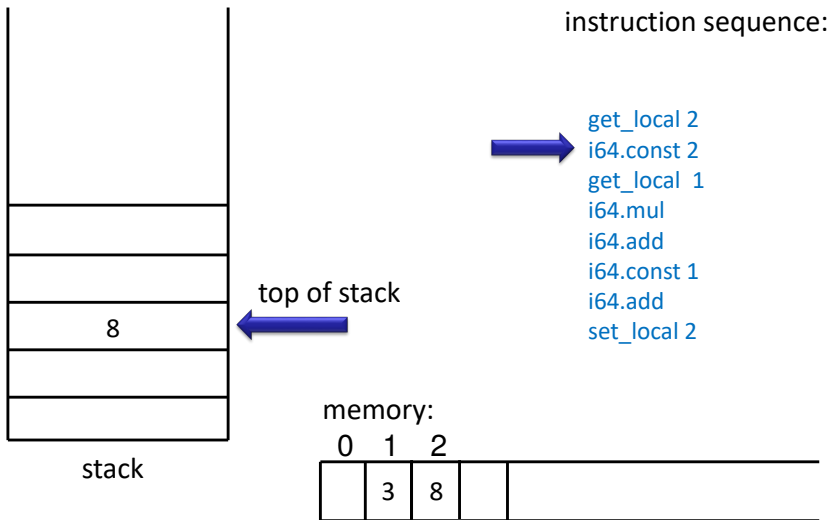 instruction sequence:
get_local 2
i64.const 2
get_local 1
i64.mul
i64.add
i64.const 1
i64.add
set_local 2
top of stack
8
stack
memory:
0 1 2
3 8